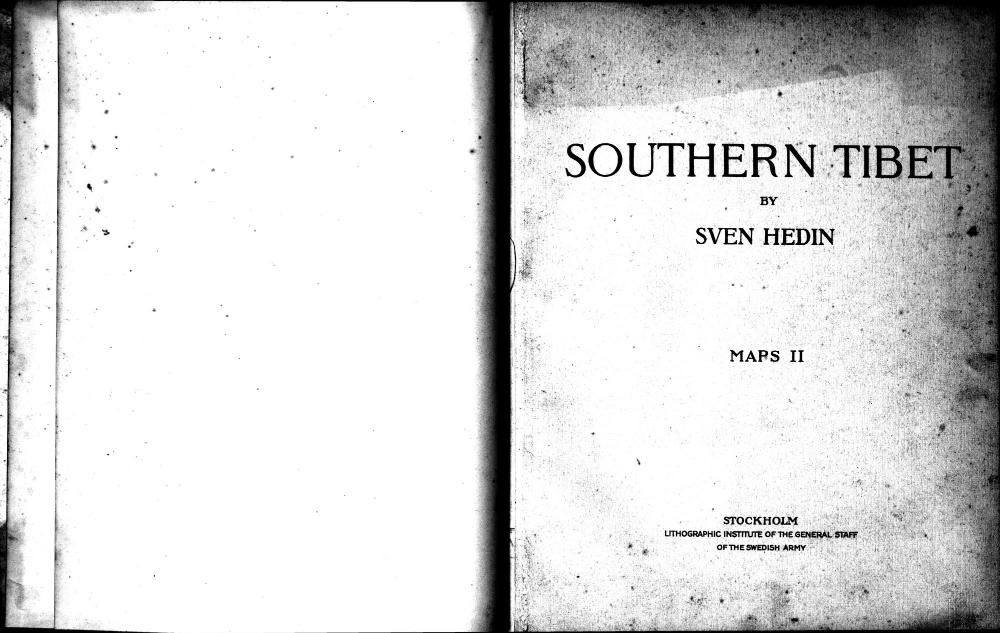 SOUTHERN TIBET
BY
SVEN HEDIN
MAPS II
STOCKHOLM
LITHOGRAPHIC INSTITUTE OF THE GENERAL STAFF
OF THE SWEDISH ARMY